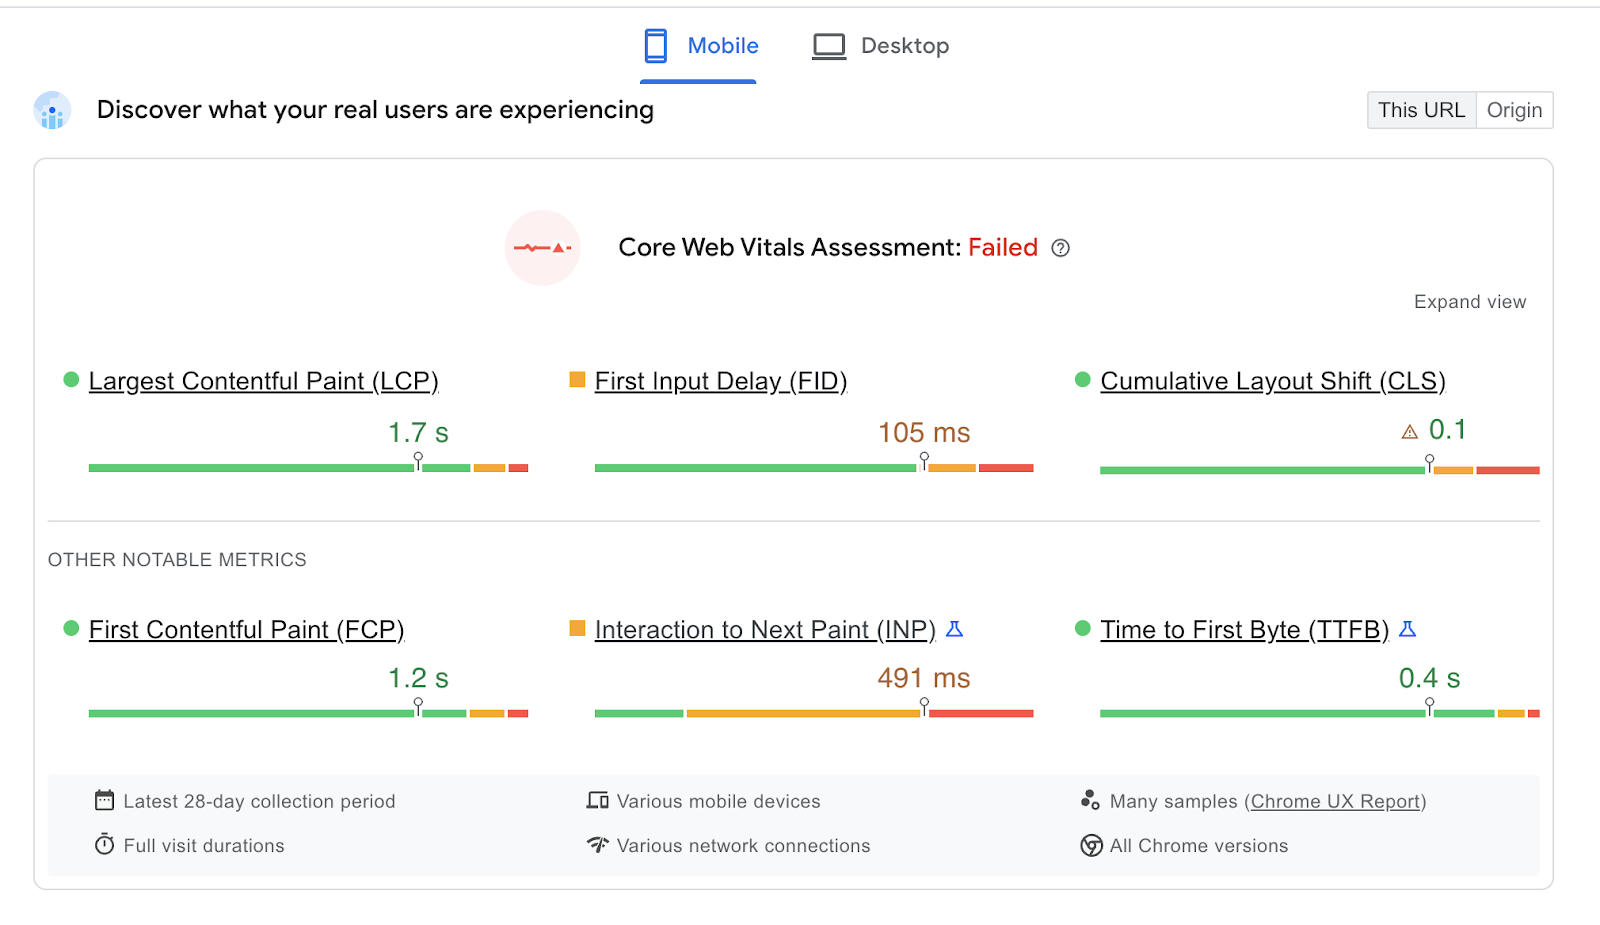 Mobile Desktop
Discover what your real users are experiencing This URL Origin
Core Web Vitals Assessment: Failed
Expand view
Largest Contentful Paint (LCP) First Input Delay (FID) Cumulative Layout Shift (CLS)
1.7 s 105 ms 0.1
OTHER NOTABLE METRICS
First Contentful Paint (FCP) Interaction to Next Paint (INP) Time to First Byte (TTFB)
1.2 s 491 ms 0.4 s
Latest 28-day collection period Various mobile devices Many samples (Chrome UX Report)
Full visit durations Various network connections All Chrome versions